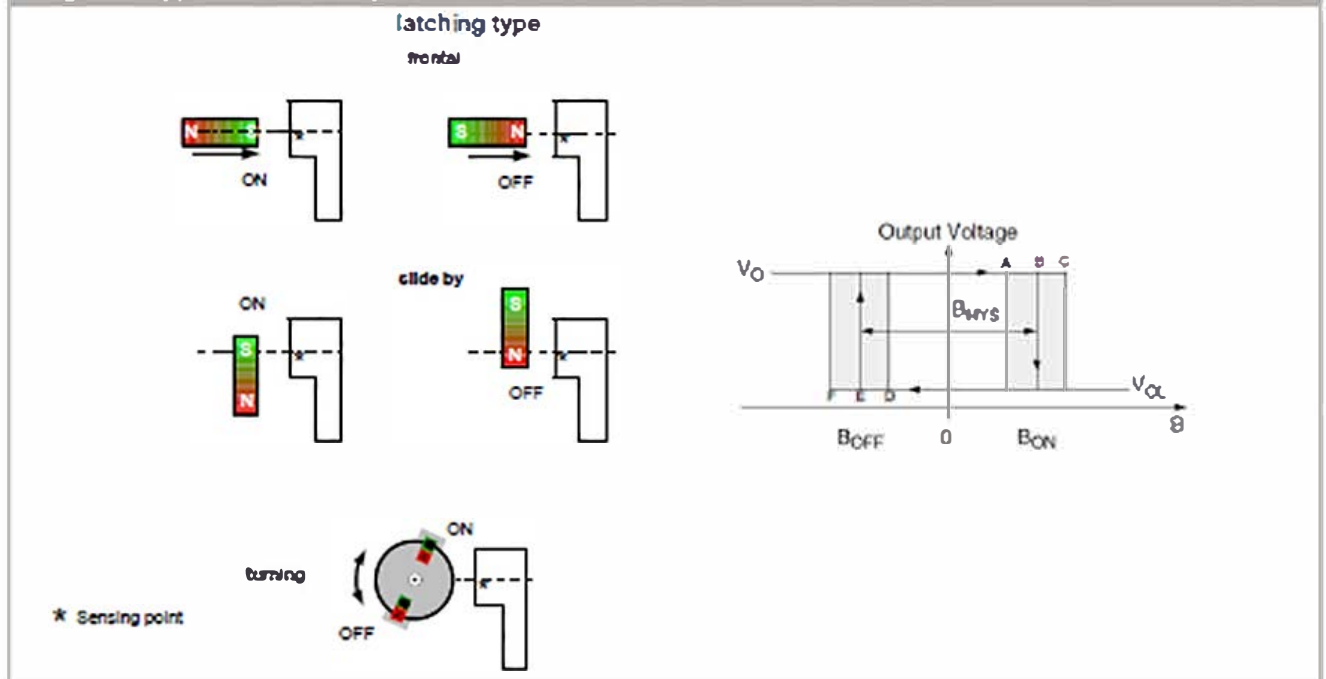 latching type
frontal
N S
ON
S N
OFF
slide by
ON
S
N
S
N
OFF
Output Voltage
VO
A B C
BHYS
F E D
VOL
B
BOFF
0
BON
ON
turning
OFF
* Sensing point